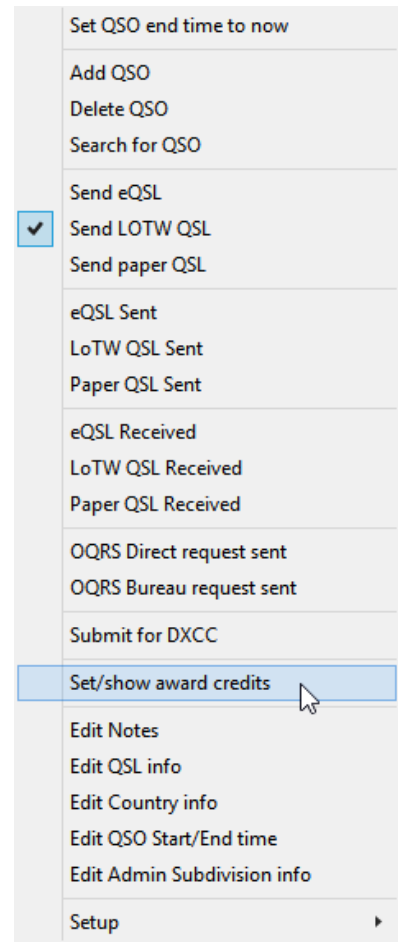 Set QSO end time to now
Add QSO
Delete QSO
Search for QSO
Send eQSL
Send LOTW QSL
Send paper QSL
eQSL Sent
LoTW QSL Sent
Paper QSL Sent
eQSL Received
LoTW QSL Received
Paper QSL Received
OQRS Direct request sent
OQRS Bureau request sent
Submit for DXCC
Set/show award credits
Edit Notes
Edit QSL info
Edit Country info
Edit QSO Start/End time
Edit Admin Subdivision info
Setup